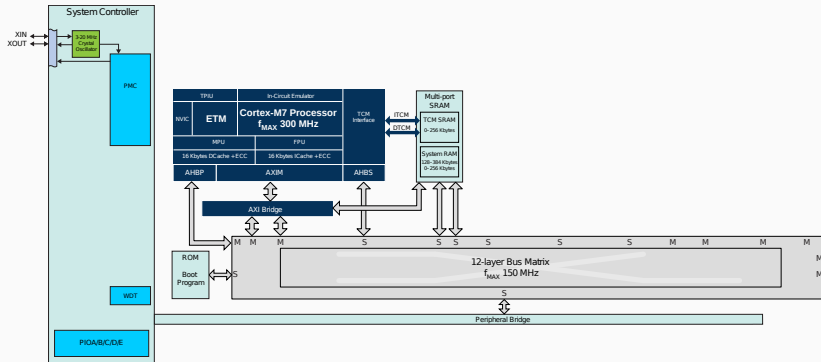 System Controller
XIN
XOUT
3-20 MHz
Crystal
Oscillator
PMC
WDT
PIOA/B/C/D/E
TPIU
In-Circuit Emulator
NVIC
ETM
Cortex-M7 Processor
fMAX 300 MHz
TCM
Interface
MPU
FPU
16 Kbytes DCache +ECC
16 Kbytes ICache +ECC
AHBP
AXIM
AHBS
ITCM
DTCM
Multi-port
SRAM
TCM SRAM
0–256 Kbytes
System RAM
128–384 Kbytes
0–256 Kbytes
AXI Bridge
ROM
Boot
Program
M M M S S S S S S M M M M
12-layer Bus Matrix
fMAX 150 MHz
S
M
M
S
Peripheral Bridge